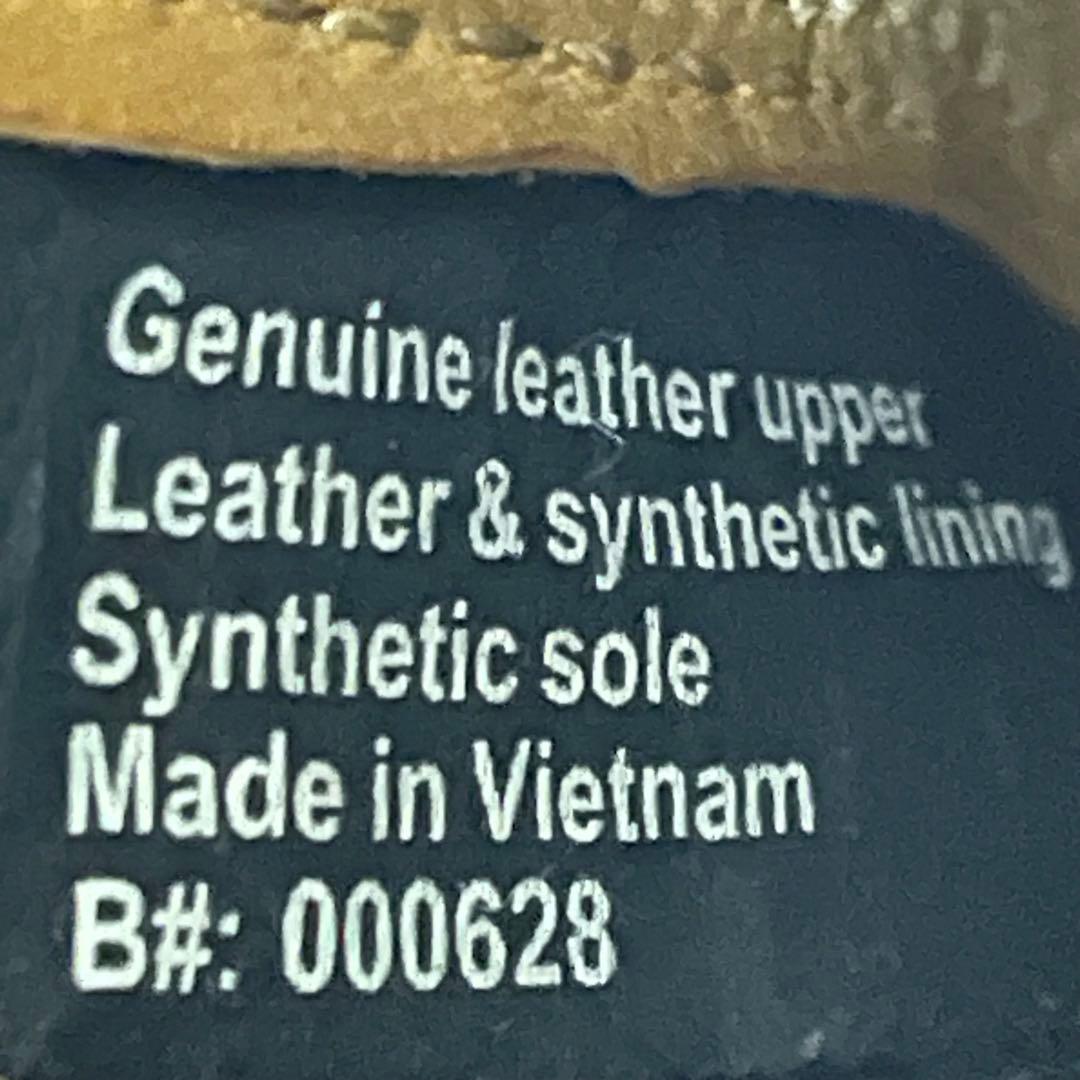 Genuine leather upper
Leather & synthetic lining
Synthetic sole
Made in Vietnam
B#: 000628